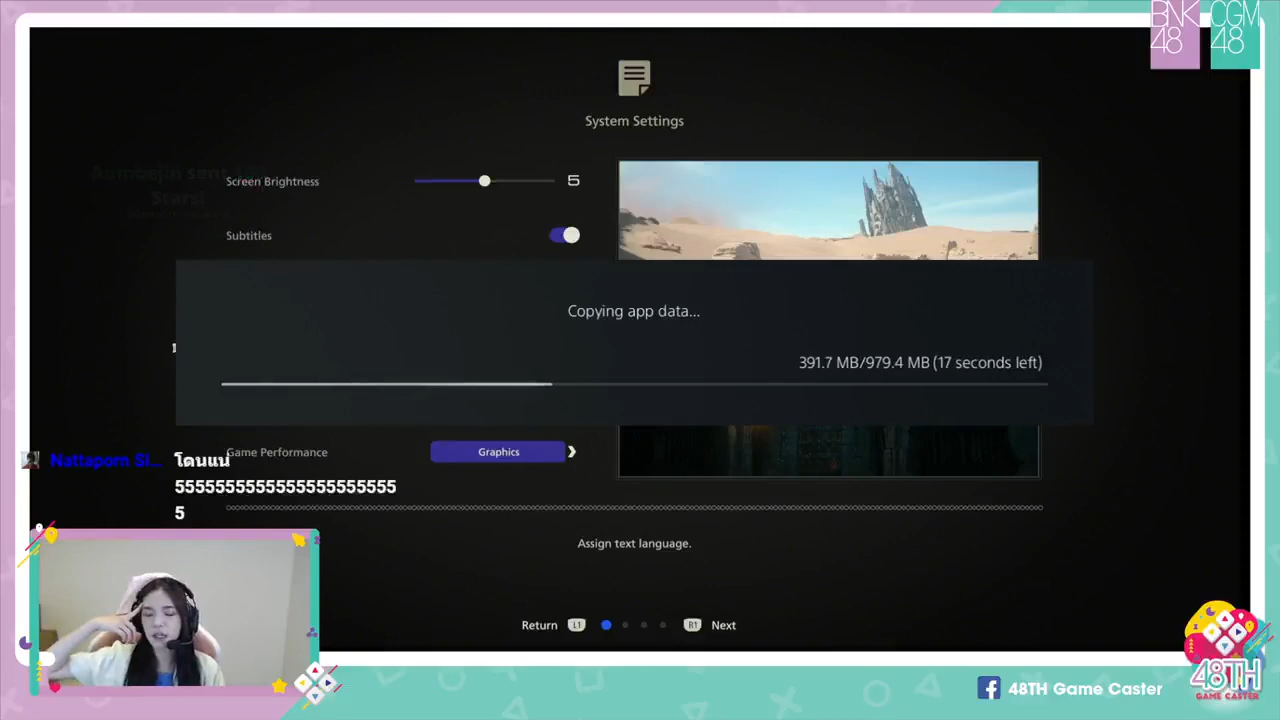 BNK
48
CGM
48
System Settings
Screen Brightness
5
Subtitles
Copying app data...
391.7 MB/979.4 MB (17 seconds left)
Game Performance
Graphics
Nattaporn Si...
โดนแน่
5555555555555555555555
5
Assign text language.
Return
L1
R1
Next
48TH Game Caster
48TH
GAME CASTER